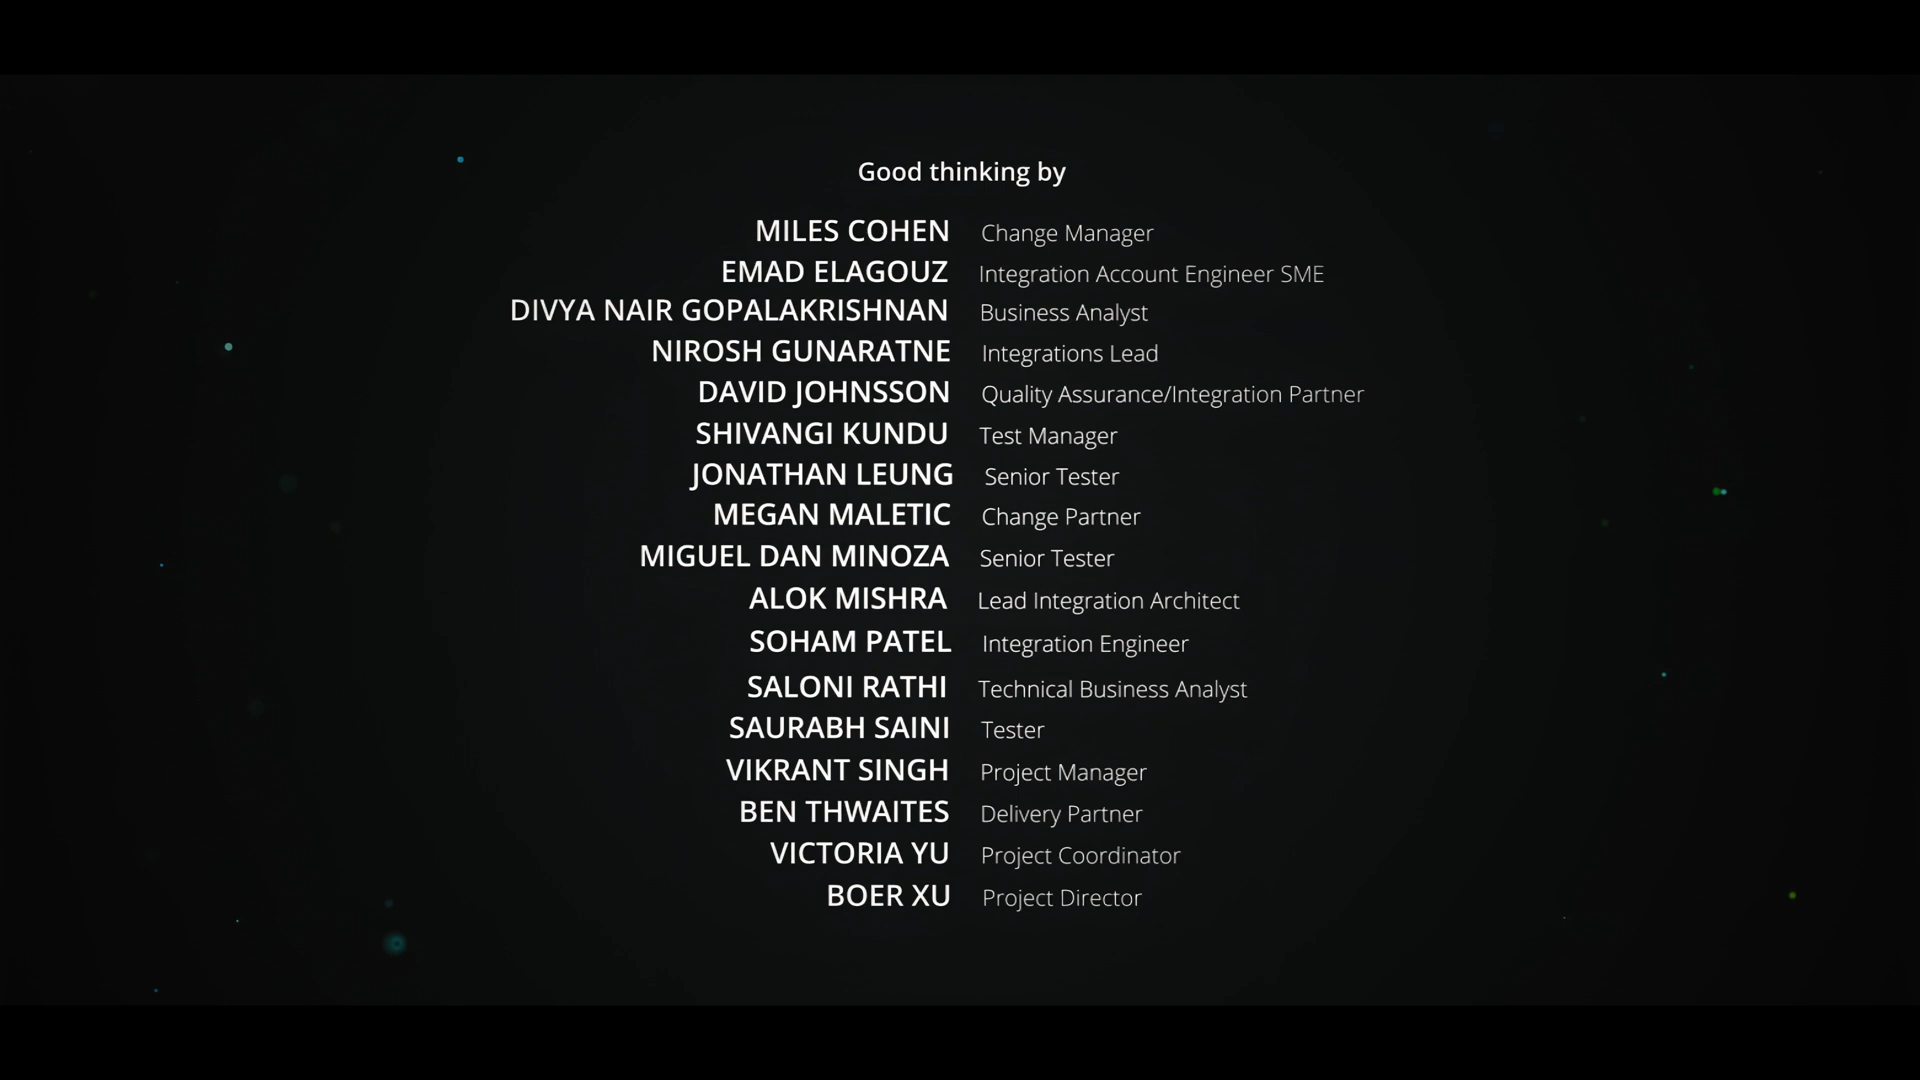 Good thinking by
MILES COHEN Change Manager
EMAD ELAGOUZ Integration Account Engineer SME
DIVYA NAIR GOPALAKRISHNAN Business Analyst
NIROSH GUNARATNE Integrations Lead
DAVID JOHNSSON Quality Assurance/Integration Partner
SHIVANGI KUNDU Test Manager
JONATHAN LEUNG Senior Tester
MEGAN MALETIC Change Partner
MIGUEL DAN MINOZA Senior Tester
ALOK MISHRA Lead Integration Architect
SOHAM PATEL Integration Engineer
SALONI RATHI Technical Business Analyst
SAURABH SAINI Tester
VIKRANT SINGH Project Manager
BEN THWAITES Delivery Partner
VICTORIA YU Project Coordinator
BOER XU Project Director